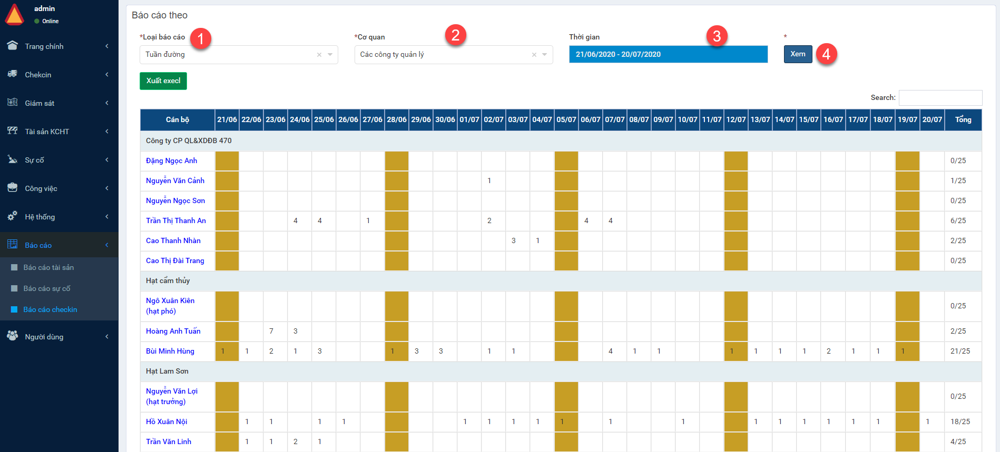 admin
Online
Trang chính
Chekcin
Giám sát
Tài sản KCHT
Sự cố
Công việc
Hệ thống
Báo cáo
Báo cáo tài sản
Báo cáo sự cố
Báo cáo checkin
Người dùng
Báo cáo theo
*Loại báo cáo 1 *Cơ quan 2 Thời gian 3 *
Tuần đường × Các công ty quản lý × 21/06/2020 - 20/07/2020 Xem 4
Xuất execl
Search:
Cán bộ 21/06 22/06 23/06 24/06 25/06 26/06 27/06 28/06 29/06 30/06 01/07 02/07 03/07 04/07 05/07 06/07 07/07 08/07 09/07 10/07 11/07 12/07 13/07 14/07 15/07 16/07 17/07 18/07 19/07 20/07 Tổng
Công ty CP QL&XDĐB 470
Đặng Ngọc Anh 0/25
Nguyễn Văn Cảnh 1 1/25
Nguyễn Ngọc Sơn 0/25
Trần Thị Thanh An 4 4 1 2 4 4 6/25
Cao Thanh Nhàn 3 1 2/25
Cao Thị Đài Trang 0/25
Hạt cẩm thủy
Ngô Xuân Kiên
(hạt phó) 0/25
Hoàng Anh Tuấn 7 3 2/25
Bùi Minh Hùng 1 1 2 1 3 1 3 3 1 1 4 1 1 1 1 1 1 2 1 1 1 21/25
Hạt Lam Sơn
Nguyễn Văn Lợi
(hạt trưởng) 0/25
Hồ Xuân Nội 1 1 1 1 1 1 1 1 1 1 1 1 1 1 1 1 1 1 18/25
Trần Văn Linh 1 1 2 1 4/25